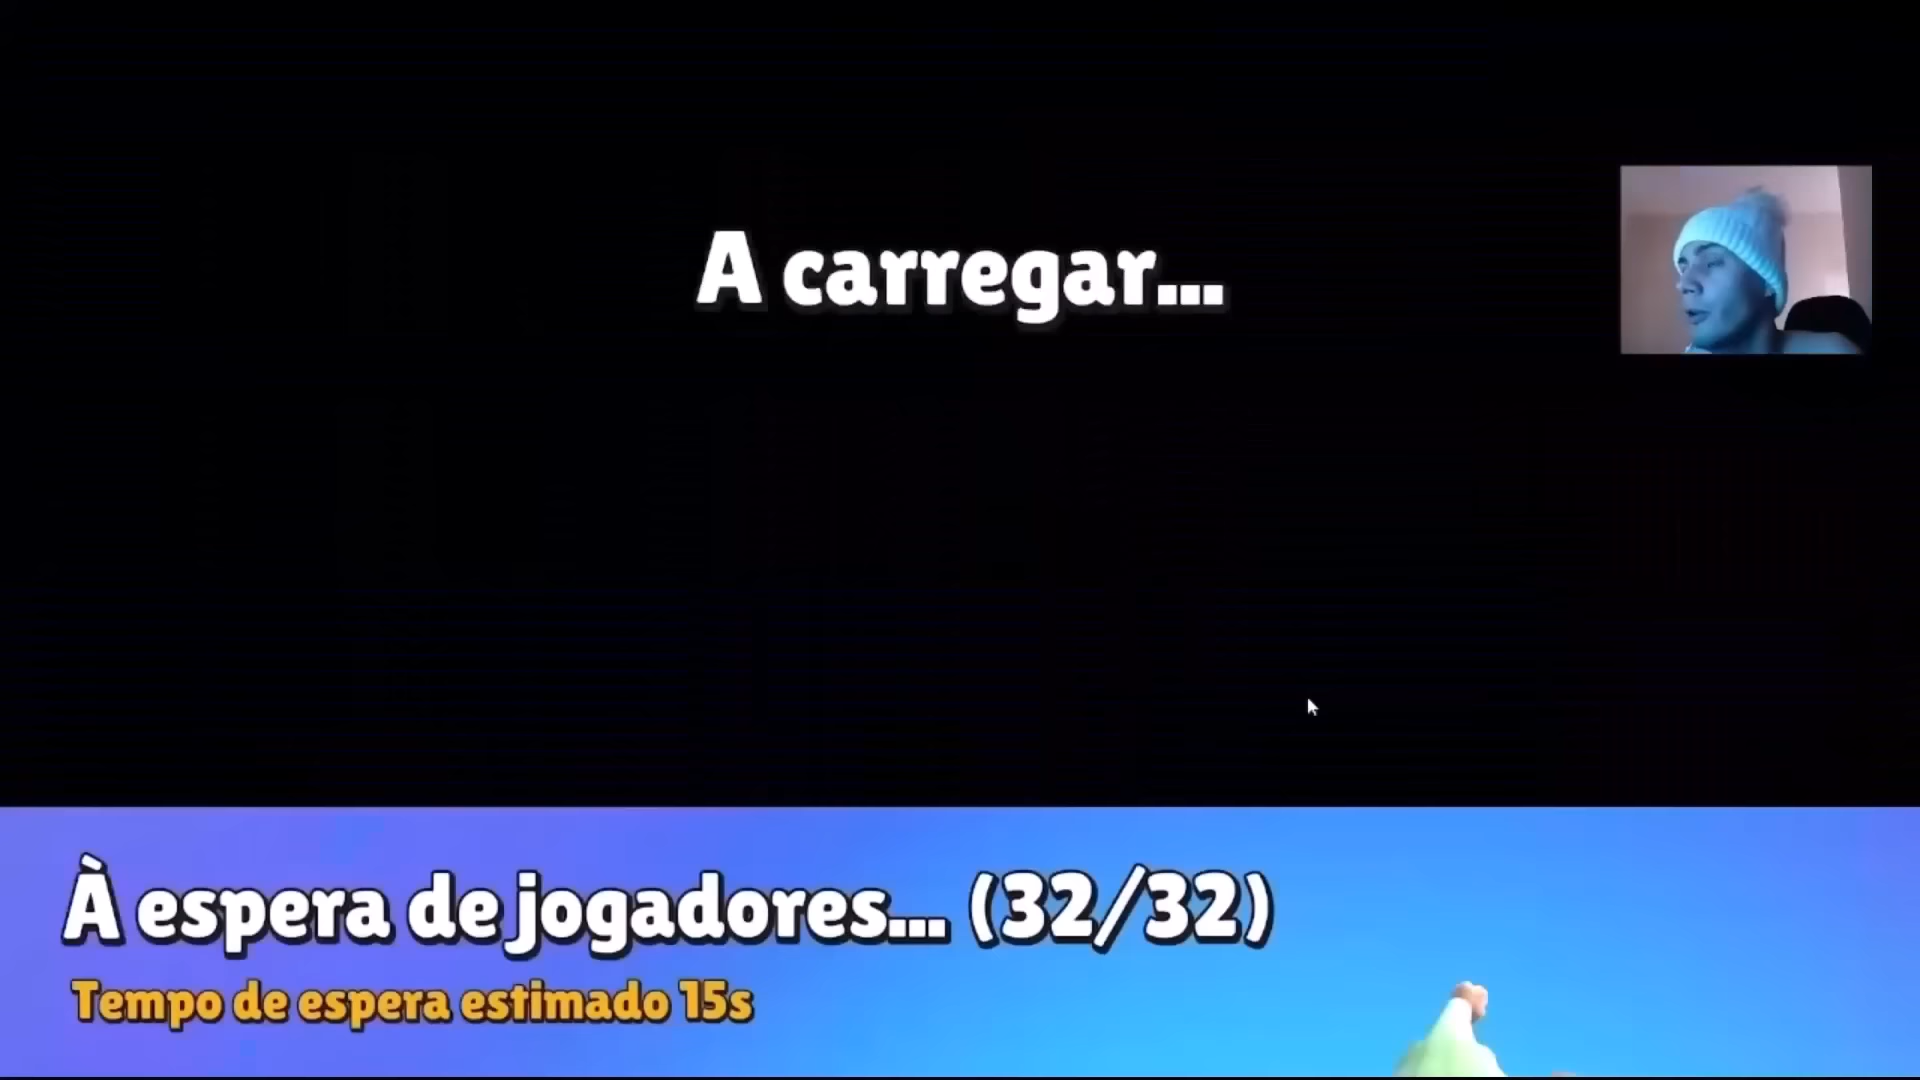 A carregar...
À espera de jogadores... (32/32)
Tempo de espera estimado 15s